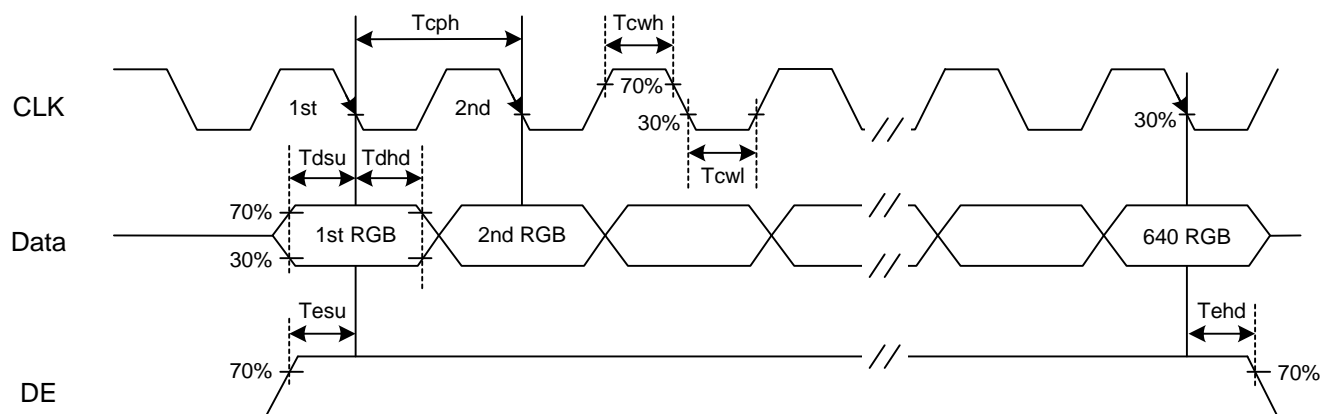 Tcph
Tcwh
CLK
1st
2nd
70%
30%
30%
Tdsu
Tdhd
Tcwl
70%
Data
1st RGB
2nd RGB
640 RGB
30%
Tesu
Tehd
70%
70%
DE